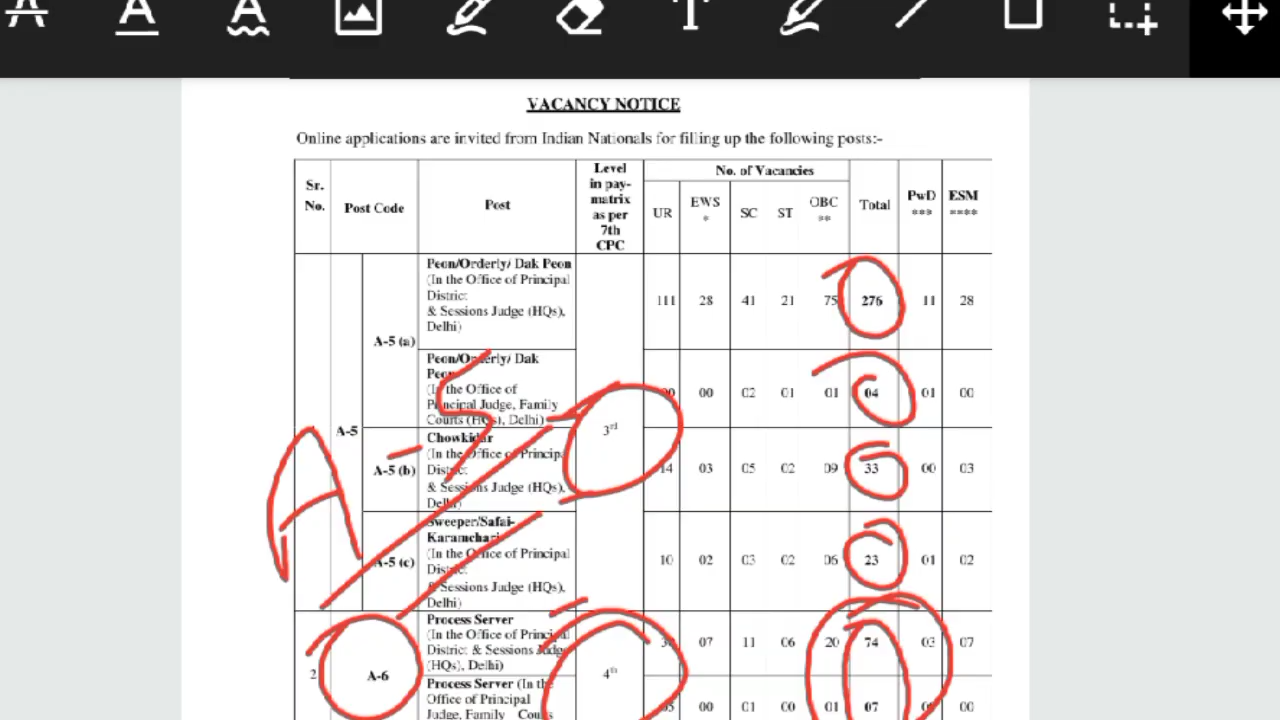 VACANCY NOTICE
Online applications are invited from Indian Nationals for filling up the following posts:-
Sr. No. Post Code Post Level in pay-matrix as per 7th CPC No. of Vacancies
UR EWS * SC ST OBC ** Total PwD *** ESM ****
A-5
A-5 (a)
Peon/Orderly/ Dak Peon
(In the Office of Principal
District
& Sessions Judge (HQs),
Delhi)
111 28 41 21 75 276 11 28
Peon/Orderly/ Dak
Peon
(In the Office of
Principal Judge, Family
Courts (HQs), Delhi)
00 02 01 01 04 01 00
3rd
A-5 (b)
Chowkidar
(In the Office of Principal
District
& Sessions Judge (HQs),
Delhi)
14 03 05 02 09 33 00 03
A-5 (c)
Sweeper/Safai-
Karamchari
(In the Office of Principal
District
& Sessions Judge (HQs),
Delhi)
10 02 03 02 06 23 01 02
2 A-6
Process Server
(In the Office of Principal
District & Sessions Judge
(HQs), Delhi)
07 11 06 20 74 03 07
4th
Process Server (In the
Office of Principal
Judge, Family Courts
05 00 01 00 01 07 00
A-5